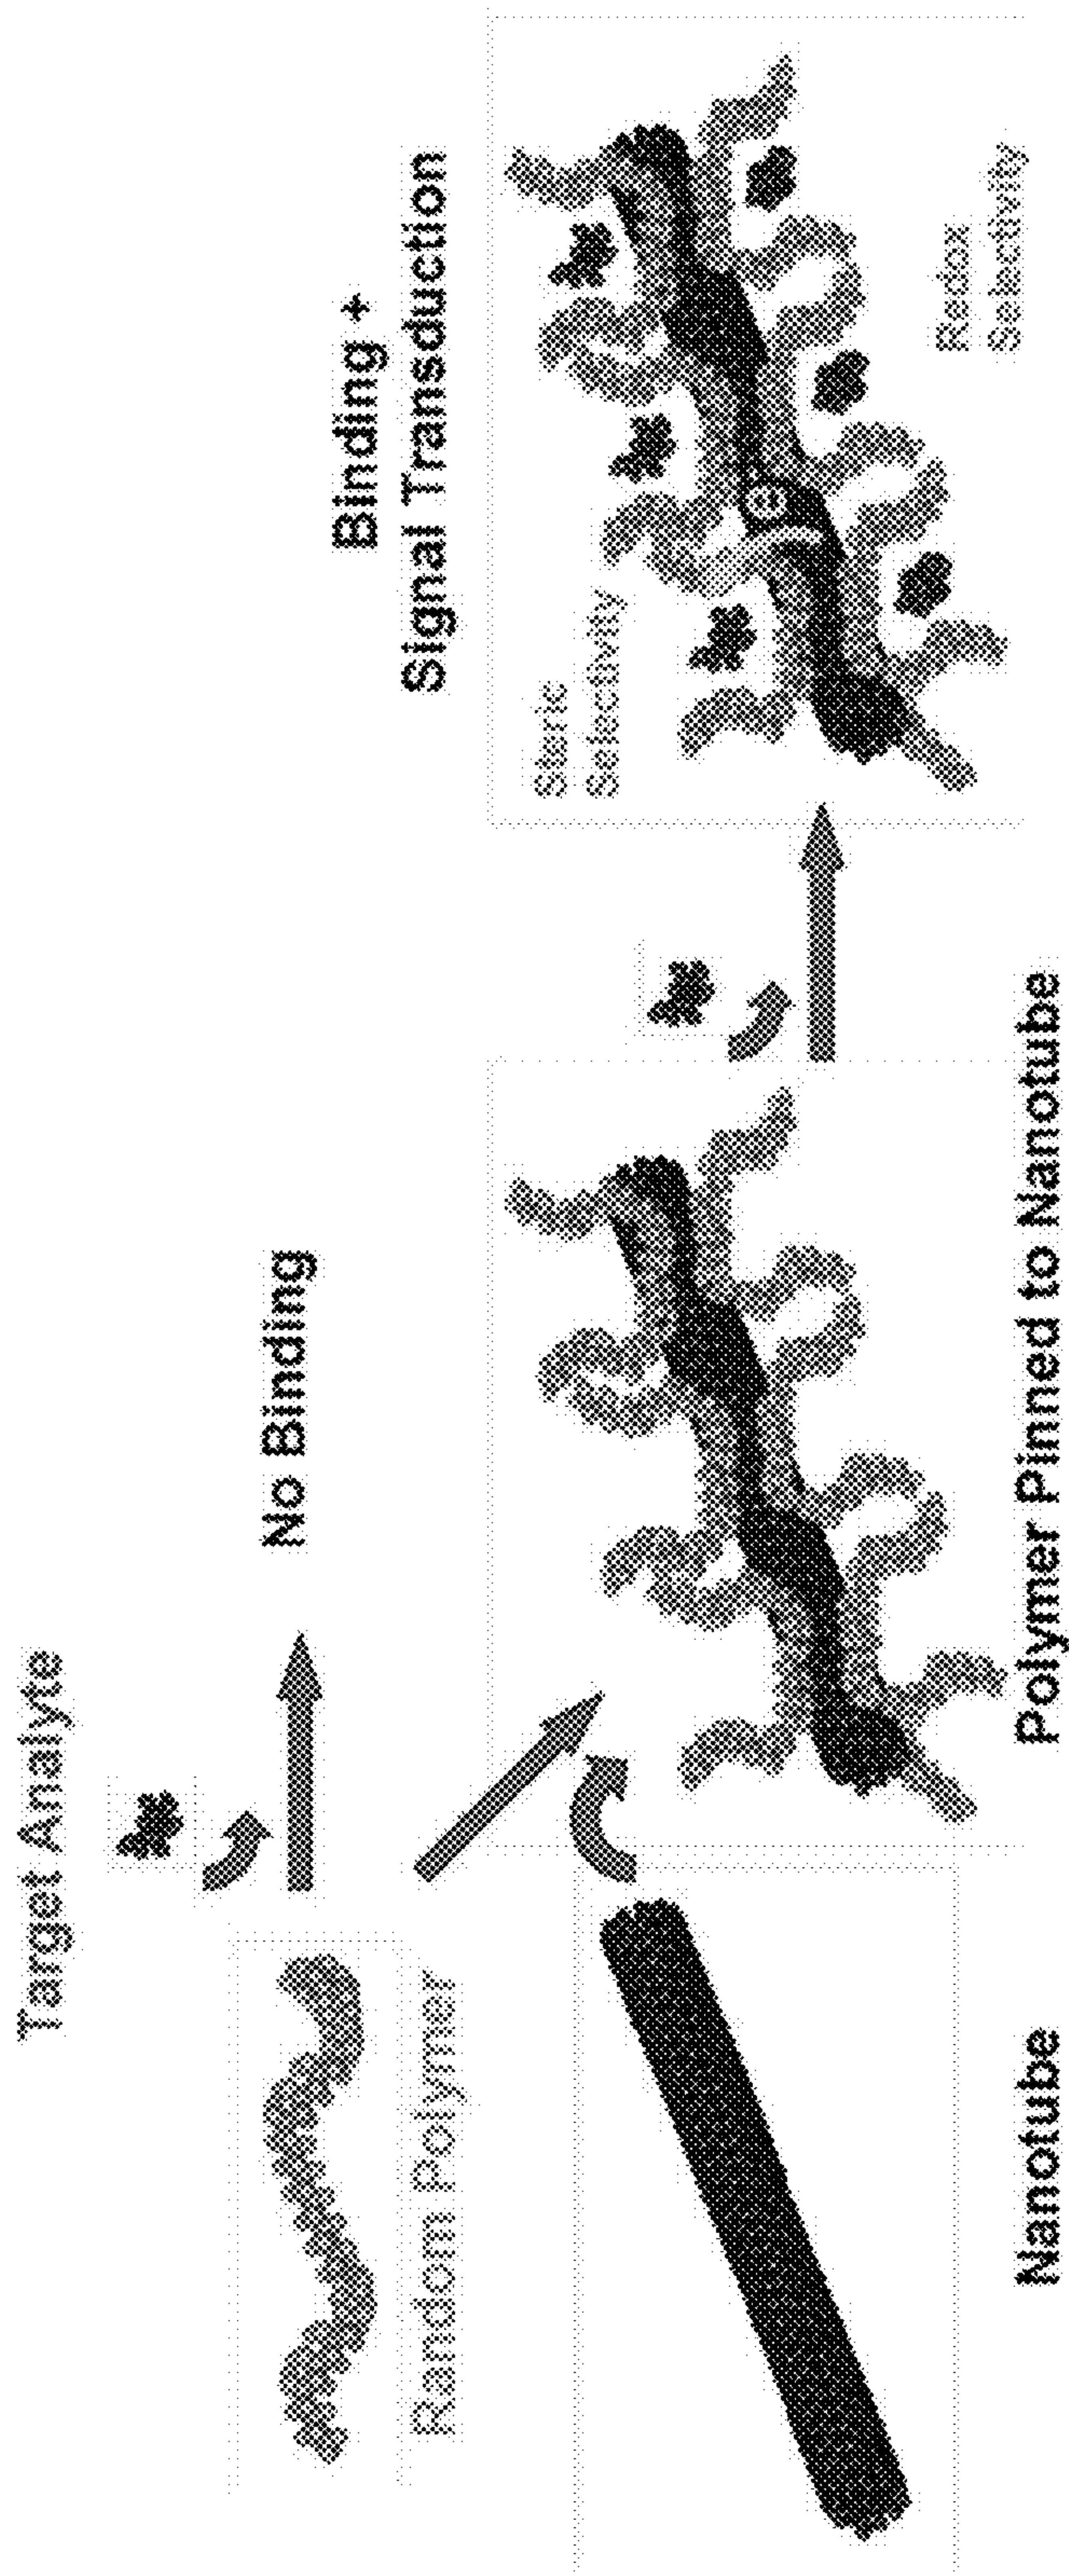 Target Analyte
No Binding
Random Polymer
Binding +
Signal Transduction
Steric
Selectivity
Redox
Selectivity
Nanotube
Polymer Pinned to Nanotube